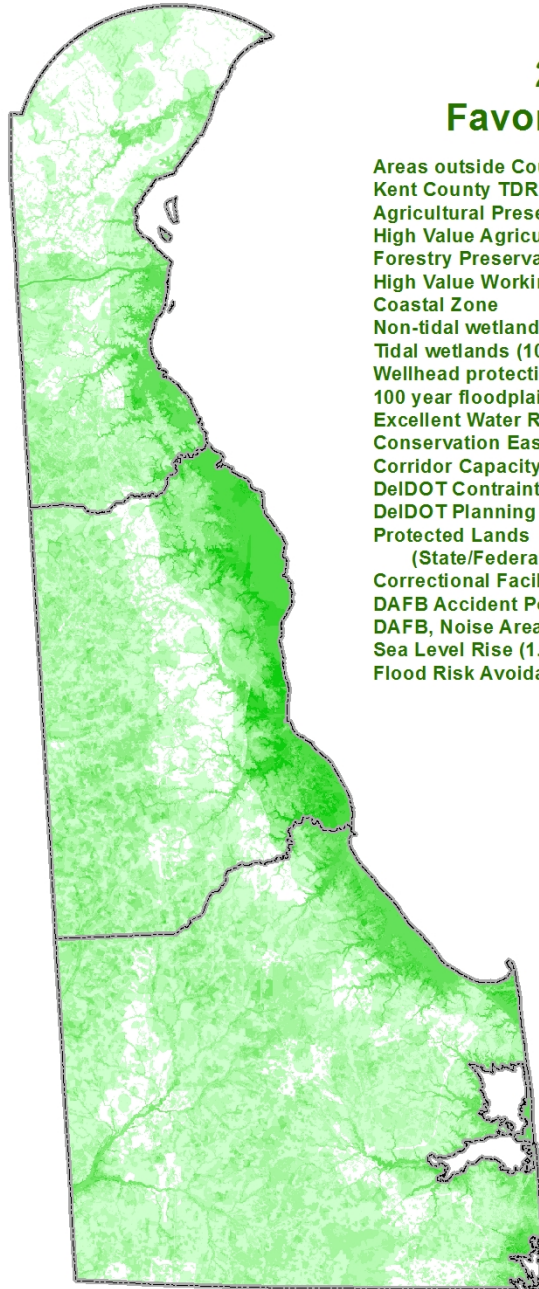 2
Favor
Areas outside Cou
Kent County TDR
Agricultural Prese
High Value Agricu
Forestry Preserva
High Value Workin
Coastal Zone
Non-tidal wetland
Tidal wetlands (10
Wellhead protecti
100 year floodplai
Excellent Water R
Conservation Eas
Corridor Capacity
DelDOT Contraint
DelDOT Planning
Protected Lands
(State/Federa
Correctional Facil
DAFB Accident Po
DAFB, Noise Area
Sea Level Rise (1.
Flood Risk Avoida